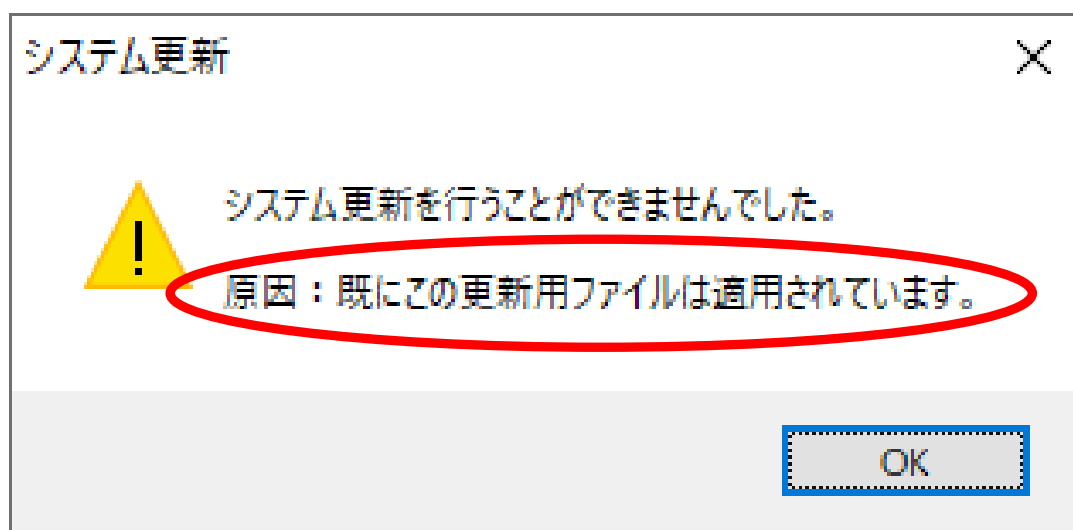 システム更新
システム更新を行うことができませんでした。
原因：既にこの更新用ファイルは適用されています。
OK